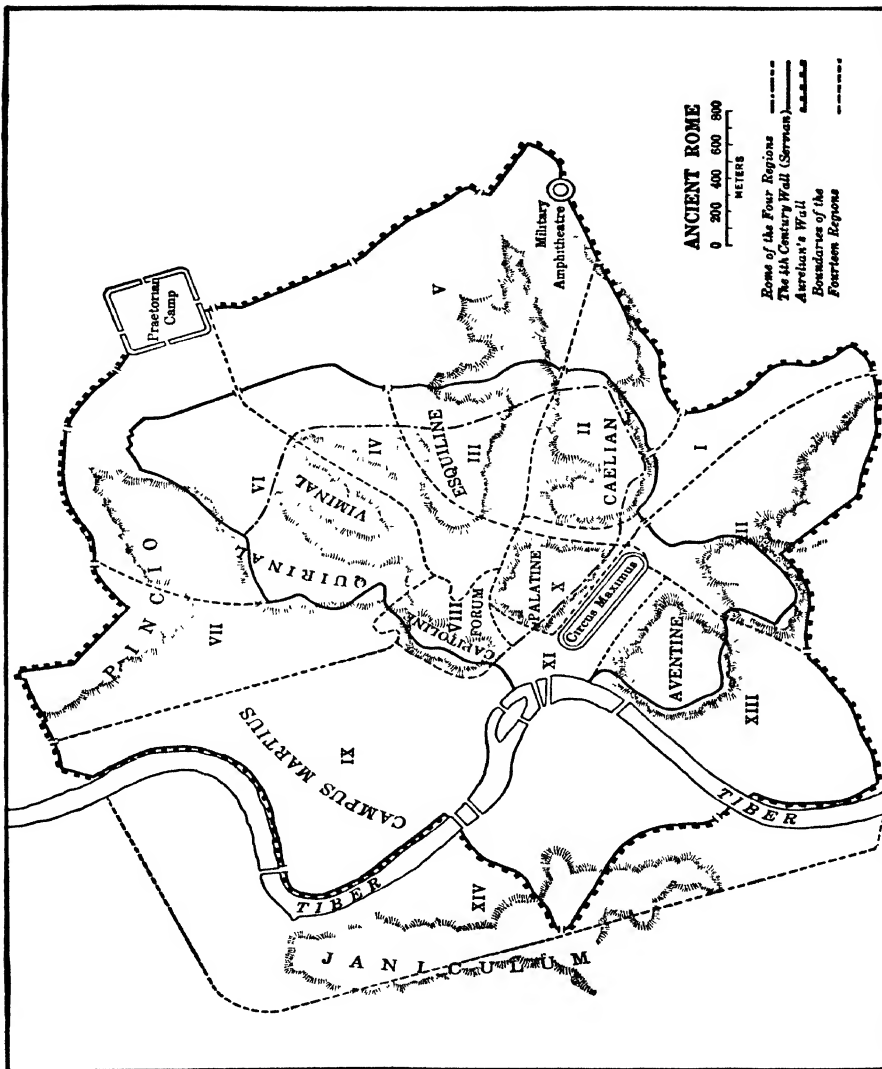 ANCIENT ROME
0 200 400 600 800
METERS
Rome of the Four Regions
The 4th Century Wall (Servian)
Aurelian's Wall
Boundaries of the
Fourteen Regions
Praetorian
Camp
Military
Amphitheatre
PINCIO
VII
VI
QUIRINAL
VIMINAL
IV
V
ESQUILINE
III
II
CAELIAN
I
CAMPUS MARTIUS
IX
VIII
CAPITOLINE
FORUM
PALATINE
X
Circus Maximus
XI
AVENTINE
XII
XIII
TIBER
TIBER
XIV
JANICULUM